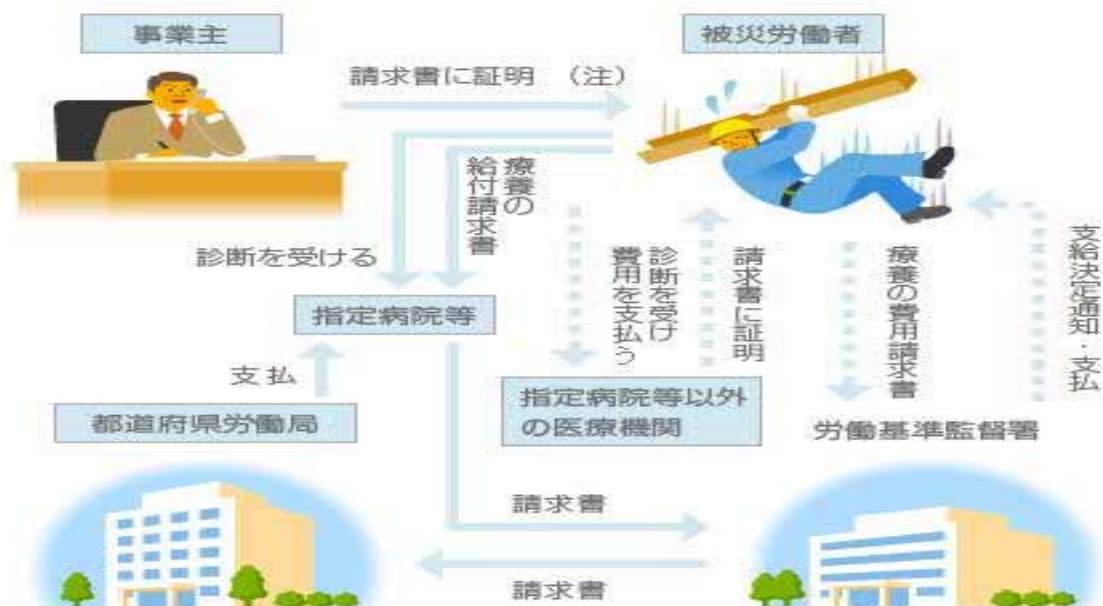 事業主
被災労働者
請求書に証明 (注)
療養の
給付請求書
診断を受ける
診断を受け
費用を支払う
請求書に証明
療養の費用請求書
支給決定通知・支払
指定病院等
支払
都道府県労働局
指定病院等以外
の医療機関
労働基準監督署
請求書
請求書